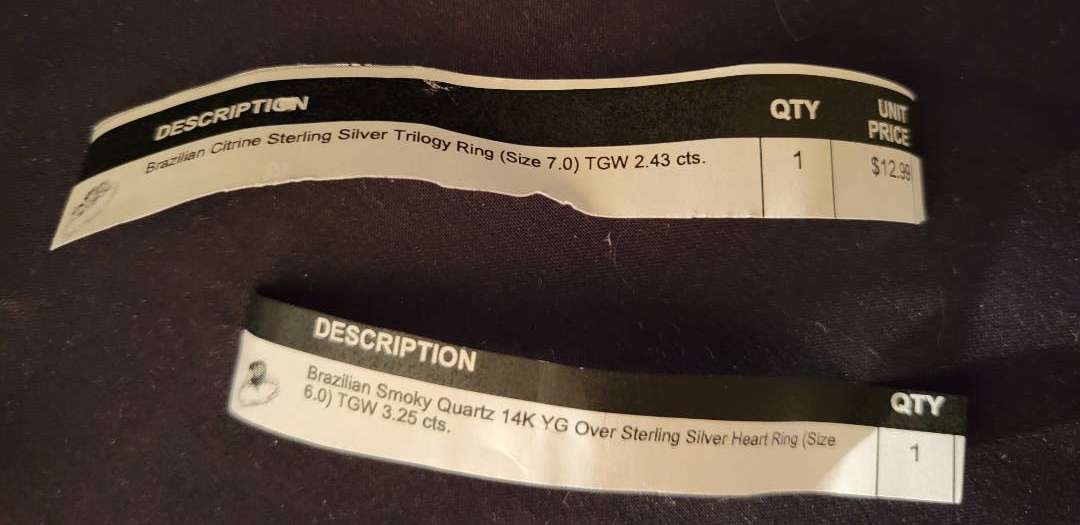 DESCRIPTION QTY UNIT PRICE
Brazilian Citrine Sterling Silver Trilogy Ring (Size 7.0) TGW 2.43 cts. 1 $12.99
DESCRIPTION QTY
Brazilian Smoky Quartz 14K YG Over Sterling Silver Heart Ring (Size 1
6.0) TGW 3.25 cts.